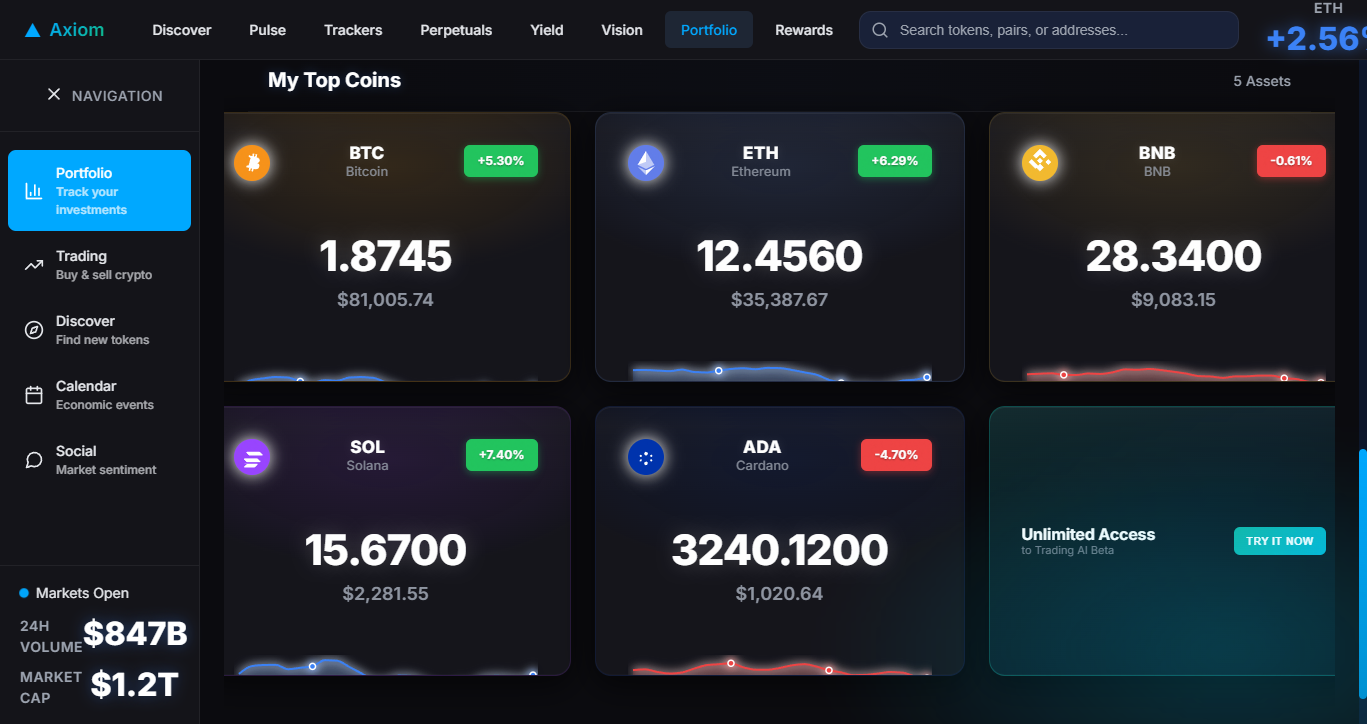 Axiom
Discover
Pulse
Trackers
Perpetuals
Yield
Vision
Portfolio
Rewards
Search tokens, pairs, or addresses...
ETH
+2.56
NAVIGATION
Portfolio
Track your
investments
Trading
Buy & sell crypto
Discover
Find new tokens
Calendar
Economic events
Social
Market sentiment
Markets Open
24H
VOLUME
$847B
MARKET
CAP
$1.2T
My Top Coins
5 Assets
BTC
Bitcoin
+5.30%
1.8745
$81,005.74
ETH
Ethereum
+6.29%
12.4560
$35,387.67
BNB
BNB
-0.61%
28.3400
$9,083.15
SOL
Solana
+7.40%
15.6700
$2,281.55
ADA
Cardano
-4.70%
3240.1200
$1,020.64
Unlimited Access
to Trading AI Beta
TRY IT NOW